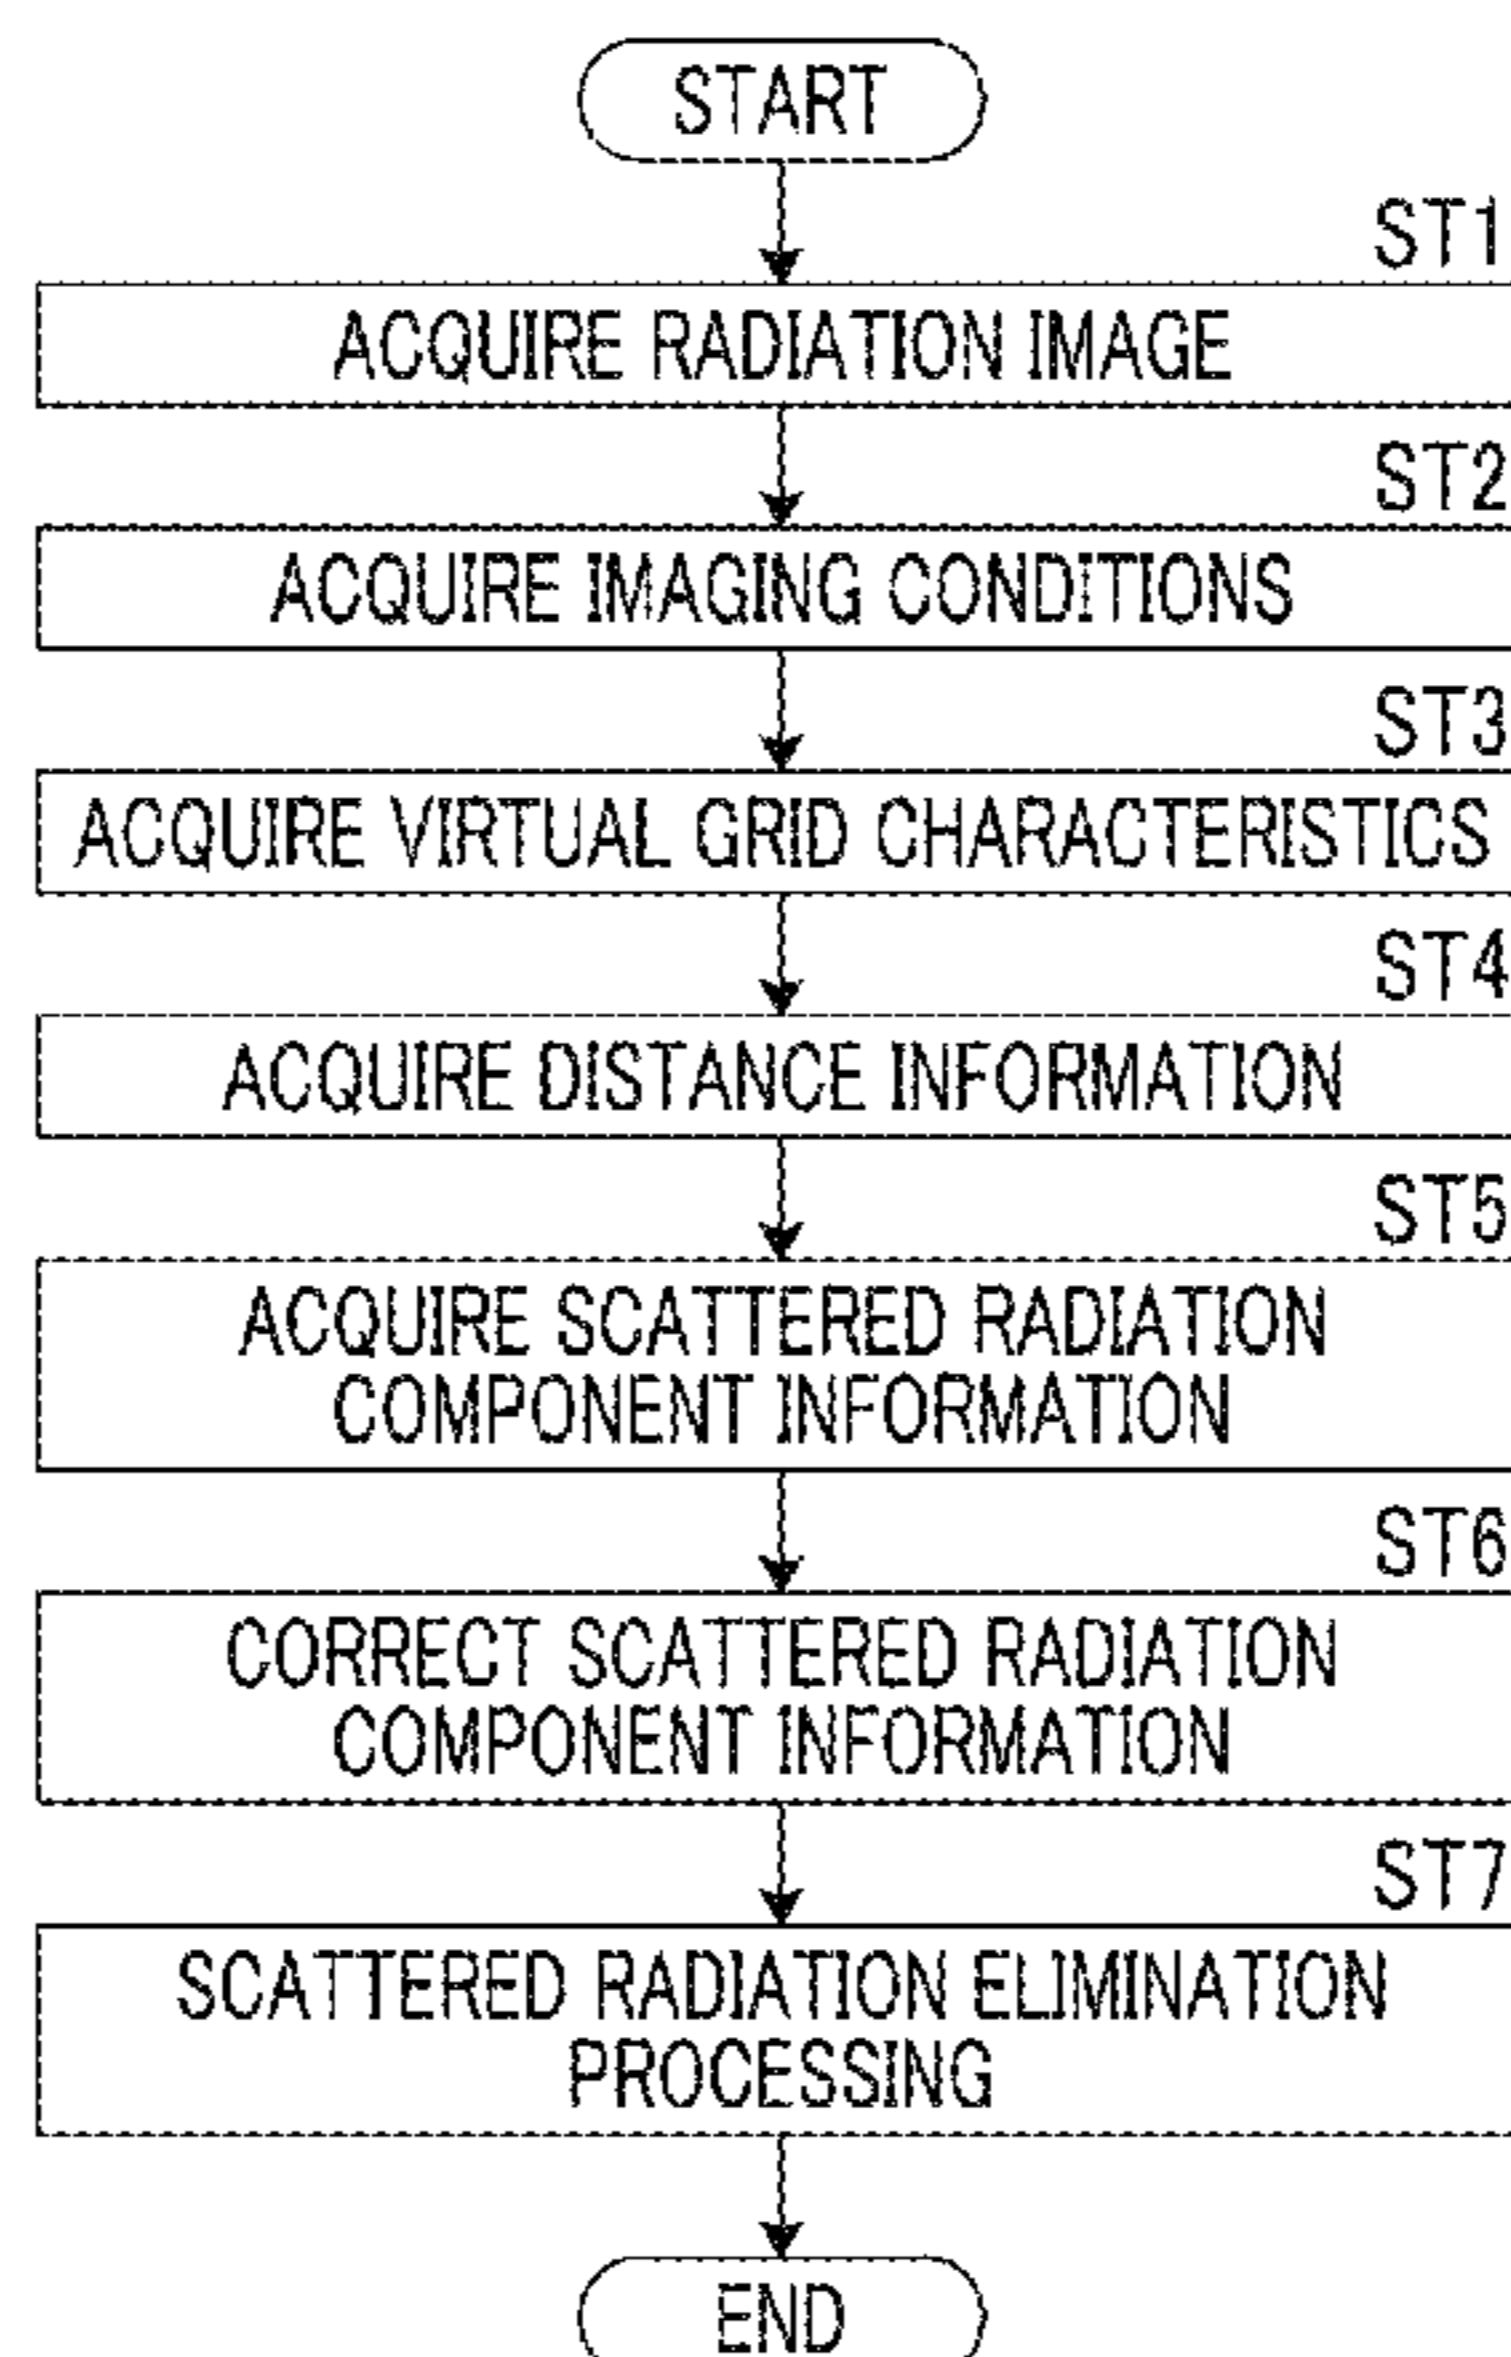 START
ST1
ACQUIRE RADIATION IMAGE
ST2
ACQUIRE IMAGING CONDITIONS
ST3
ACQUIRE VIRTUAL GRID CHARACTERISTICS
ST4
ACQUIRE DISTANCE INFORMATION
ST5
ACQUIRE SCATTERED RADIATION
COMPONENT INFORMATION
ST6
CORRECT SCATTERED RADIATION
COMPONENT INFORMATION
ST7
SCATTERED RADIATION ELIMINATION
PROCESSING
END